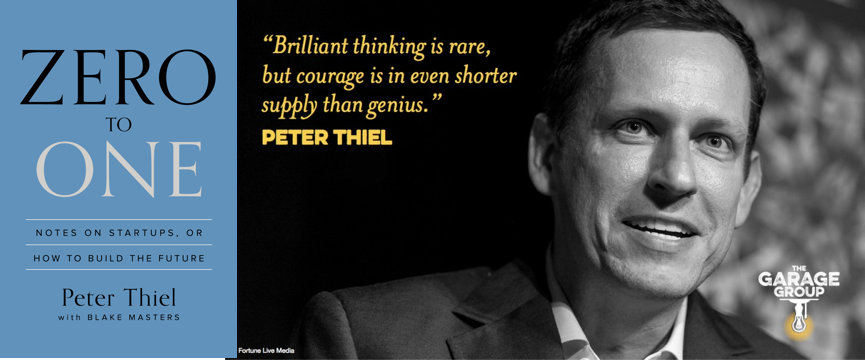 ZERO
TO
ONE
NOTES ON STARTUPS, OR
HOW TO BUILD THE FUTURE
Peter Thiel
with BLAKE MASTERS
“Brilliant thinking is rare,
but courage is in even shorter
supply than genius.”
PETER THIEL
THE
GARAGE
GROUP
Fortune Live Media